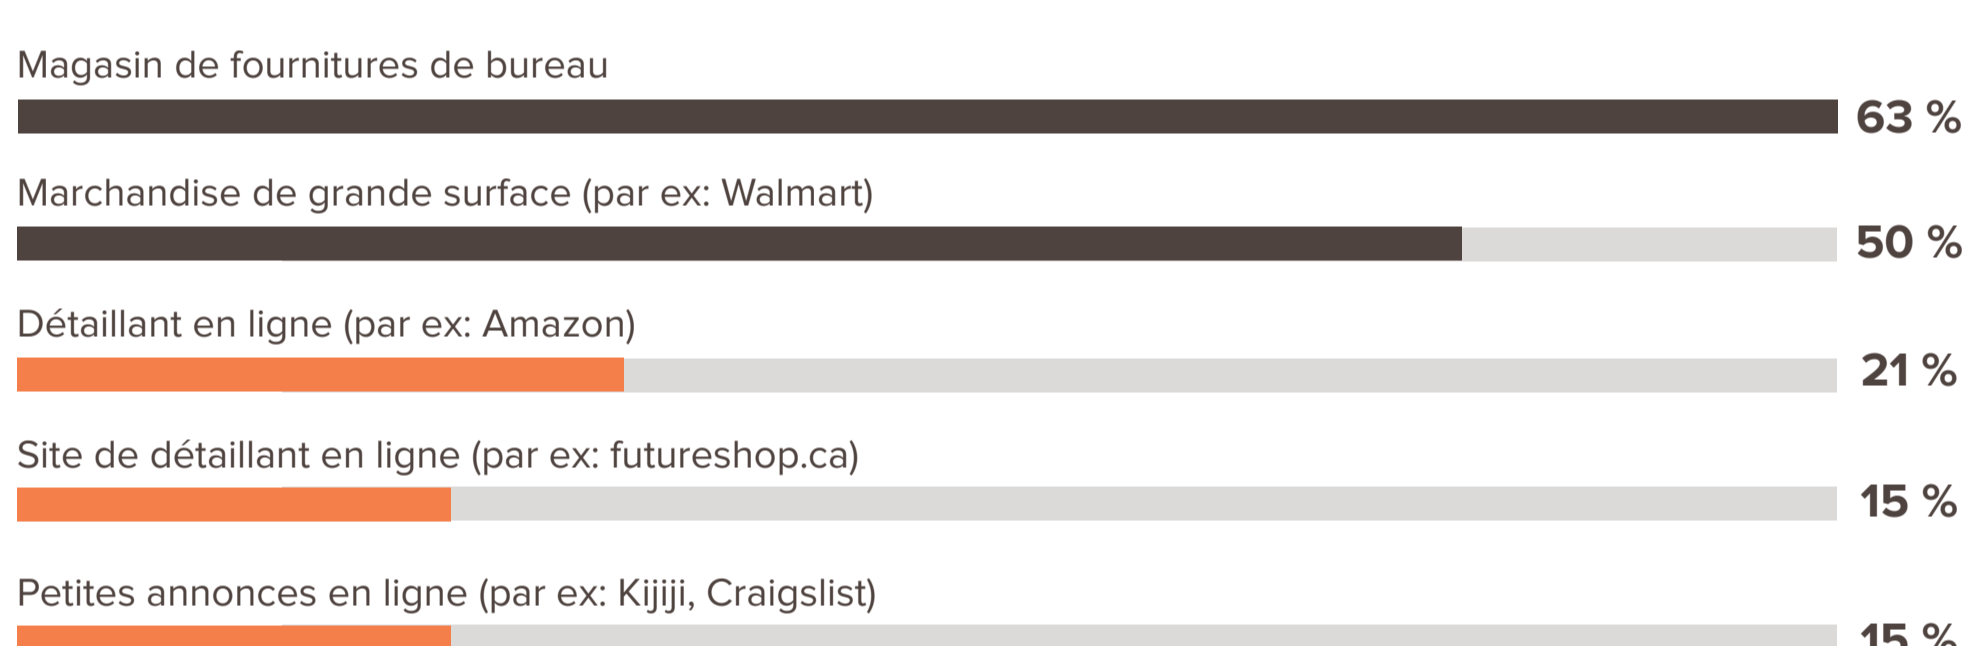 Magasin de fournitures de bureau
63 %
Marchandise de grande surface (par ex: Walmart)
50 %
Détaillant en ligne (par ex: Amazon)
21 %
Site de détaillant en ligne (par ex: futureshop.ca)
15 %
Petites annonces en ligne (par ex: Kijiji, Craigslist)
15 %